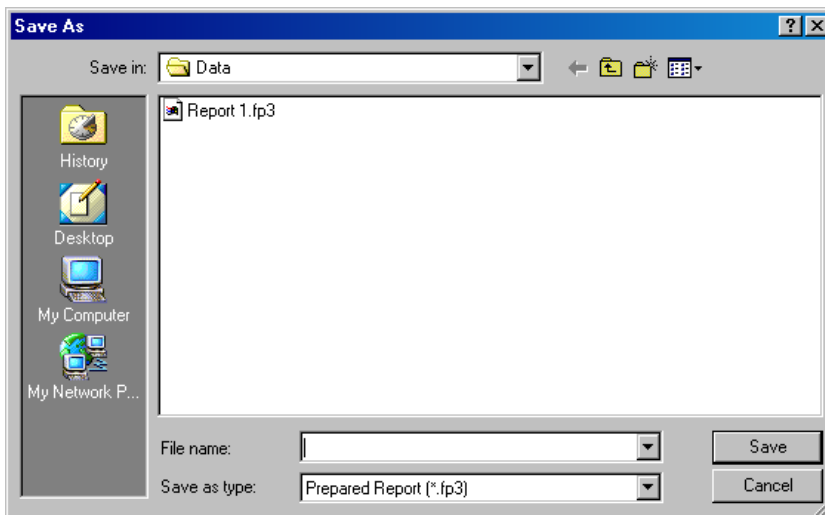 Save As
Save in: Data
Report 1.fp3
History
Desktop
My Computer
My Network P...
File name:
Save
Save as type: Prepared Report (*.fp3)
Cancel